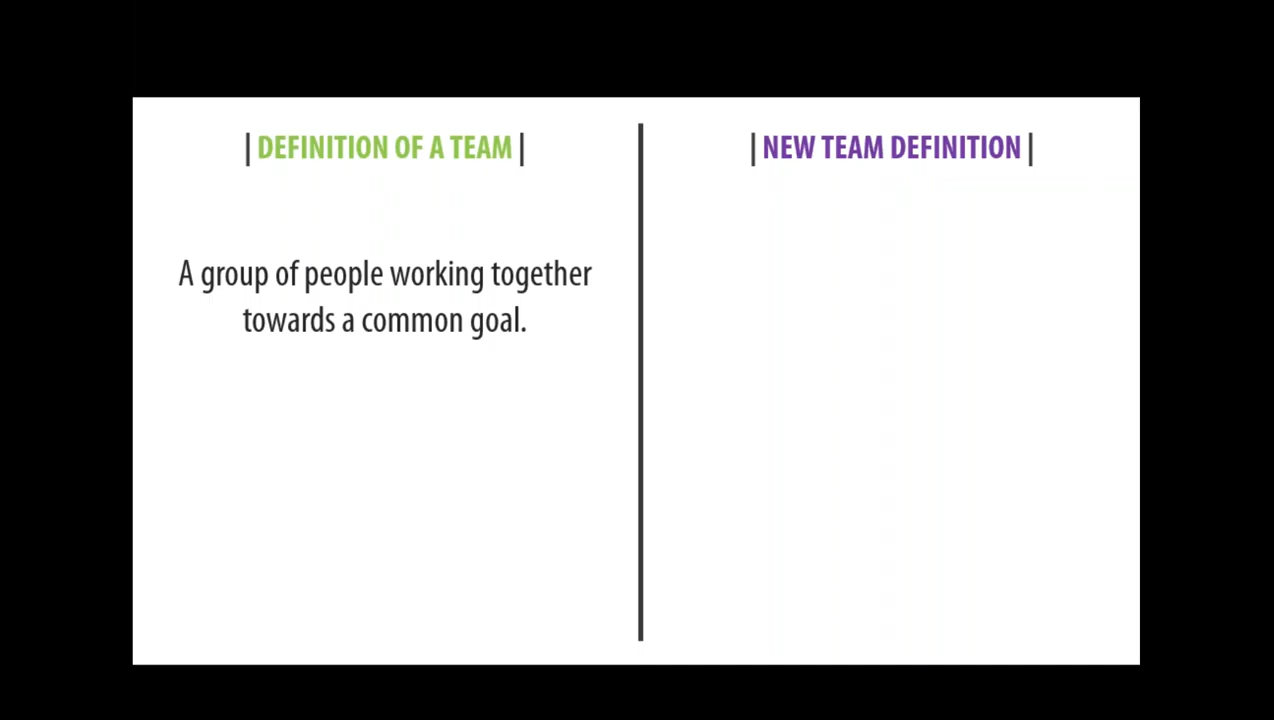 | DEFINITION OF A TEAM |
A group of people working together
towards a common goal.
| NEW TEAM DEFINITION |